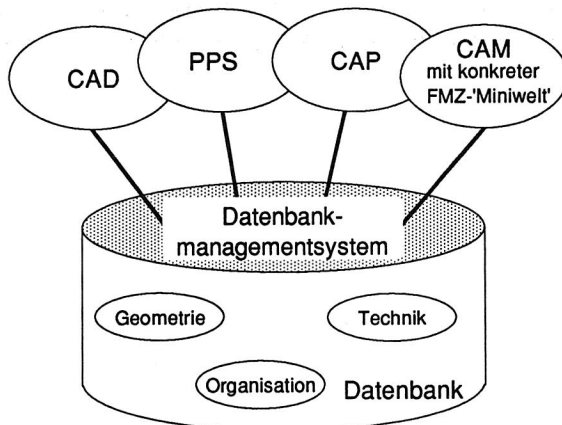 CAD
PPS
CAP
CAM
mit konkreter
FMZ-'Miniwelt'
Datenbank-
managementsystem
Geometrie
Technik
Organisation
Datenbank